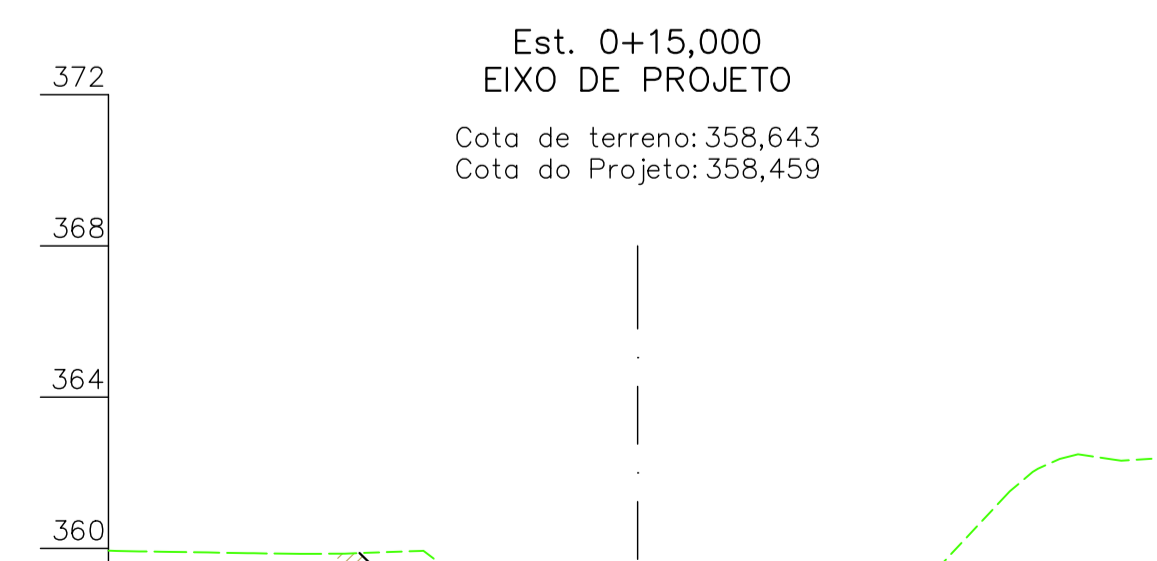 Est. 0+15,000
EIXO DE PROJETO
Cota de terreno: 358,643
Cota do Projeto: 358,459
372
368
364
360